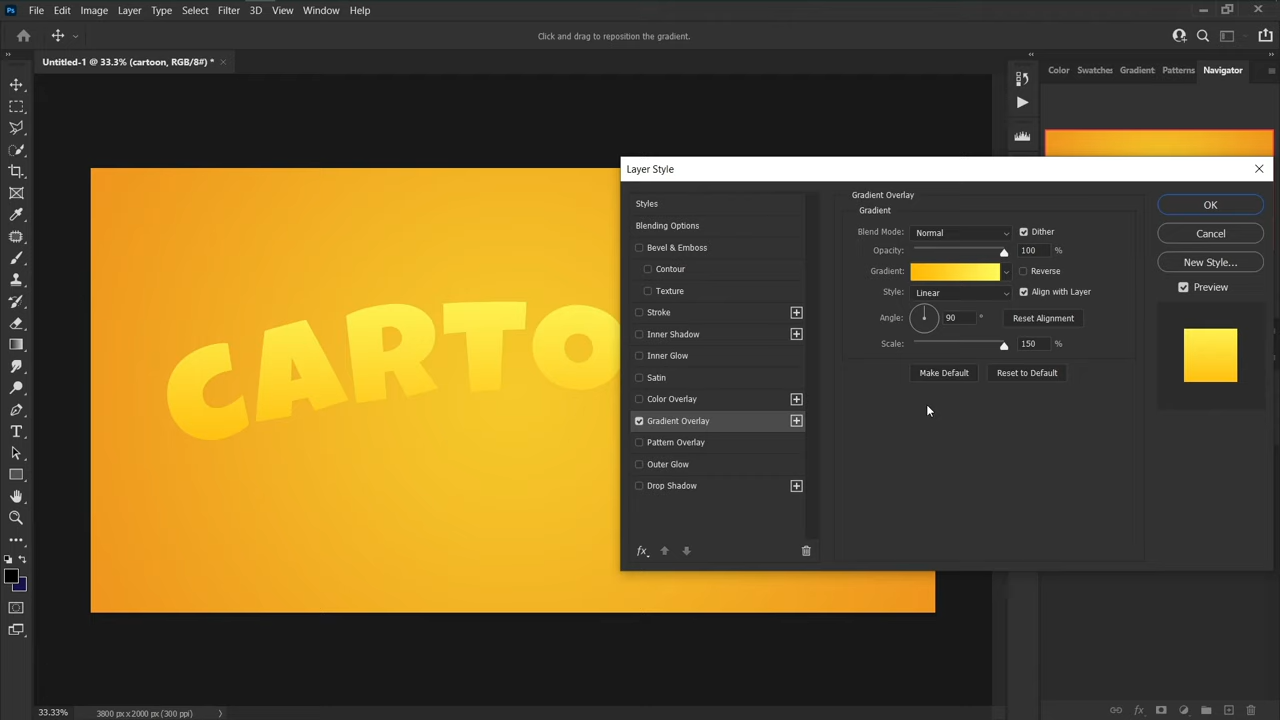 Ps File Edit Image Layer Type Select Filter 3D View Window Help
Click and drag to reposition the gradient.
Untitled-1 @ 33.3% (cartoon, RGB/8#) *
Color Swatches Gradient Patterns Navigator
Layer Style
Styles
Blending Options
Bevel & Emboss
Contour
Texture
Stroke
Inner Shadow
Inner Glow
Satin
Color Overlay
Gradient Overlay
Pattern Overlay
Outer Glow
Drop Shadow
fx
Gradient Overlay
Gradient
Blend Mode: Normal Dither
Opacity: 100 %
Gradient: Reverse
Style: Linear Align with Layer
Angle: 90 ° Reset Alignment
Scale: 150 %
Make Default Reset to Default
OK
Cancel
New Style...
Preview
CARTO
33.33% 3800 px x 2000 px (300 ppi)
fx